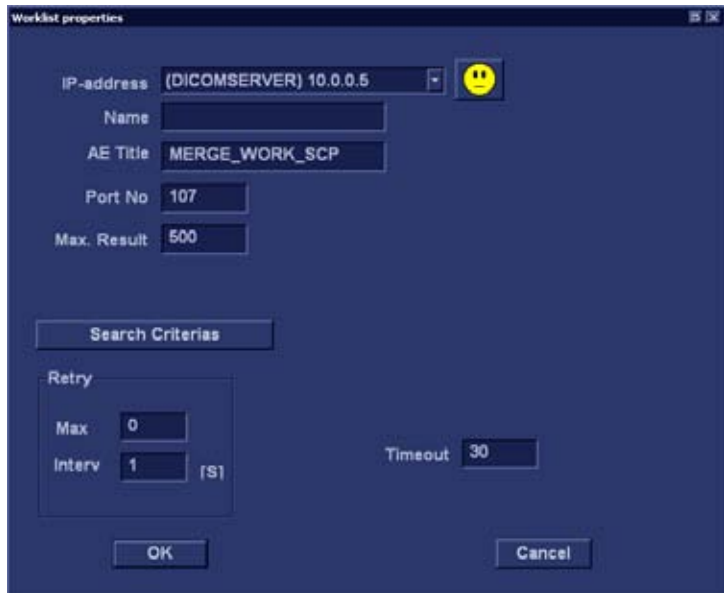 Worklist properties
IP-address (DICOMSERVER) 10.0.0.5
Name
AE Title MERGE_WORK_SCP
Port No 107
Max. Result 500
Search Criterias
Retry
Max 0
Interv 1 [S]
Timeout 30
OK Cancel